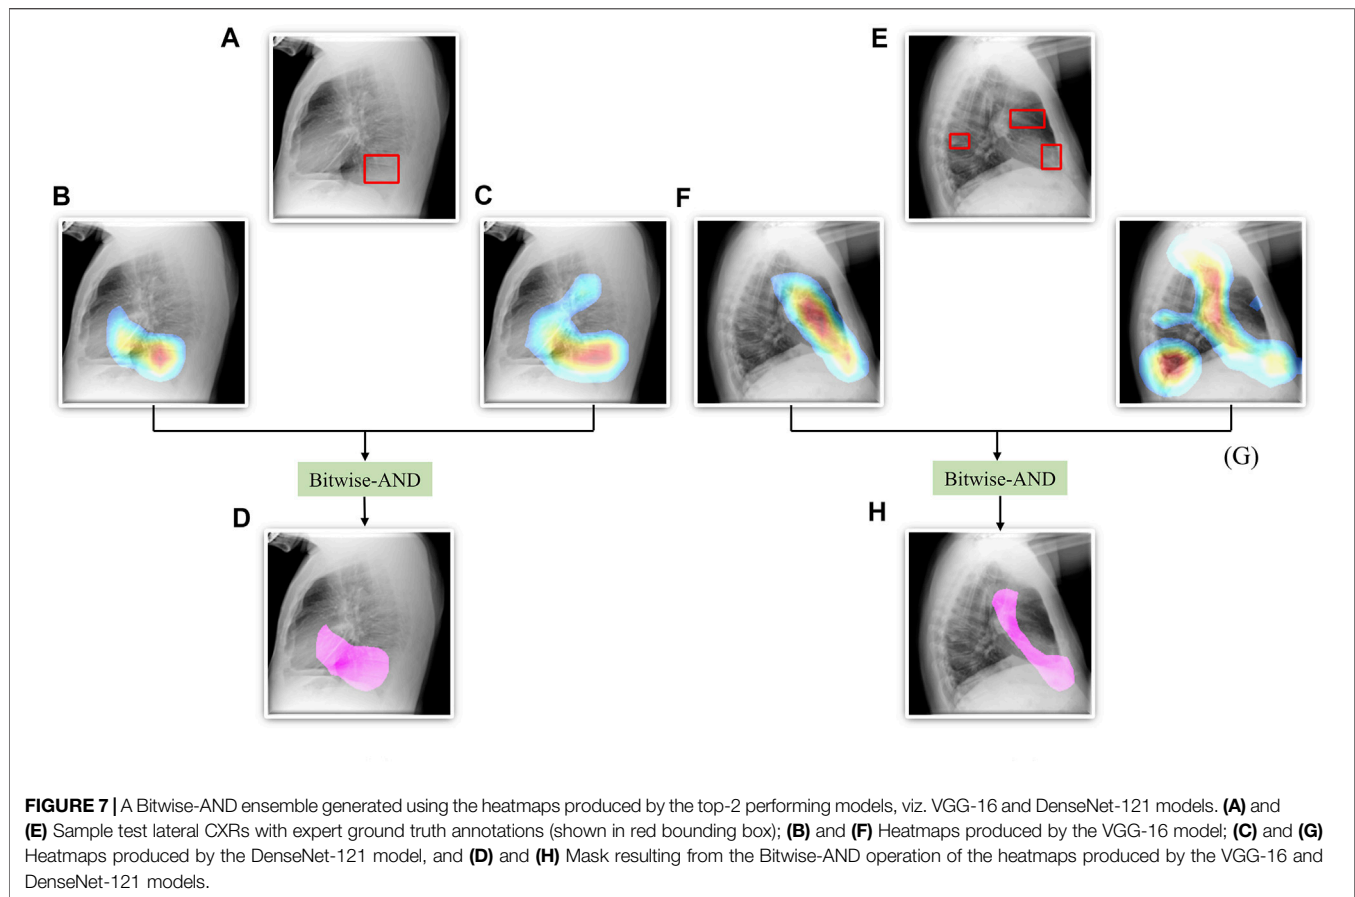 A
E
B
C
F
(G)
Bitwise-AND
Bitwise-AND
D
H
FIGURE 7 | A Bitwise-AND ensemble generated using the heatmaps produced by the top-2 performing models, viz. VGG-16 and DenseNet-121 models. (A) and
(E) Sample test lateral CXRs with expert ground truth annotations (shown in red bounding box); (B) and (F) Heatmaps produced by the VGG-16 model; (C) and (G)
Heatmaps produced by the DenseNet-121 model, and (D) and (H) Mask resulting from the Bitwise-AND operation of the heatmaps produced by the VGG-16 and
DenseNet-121 models.